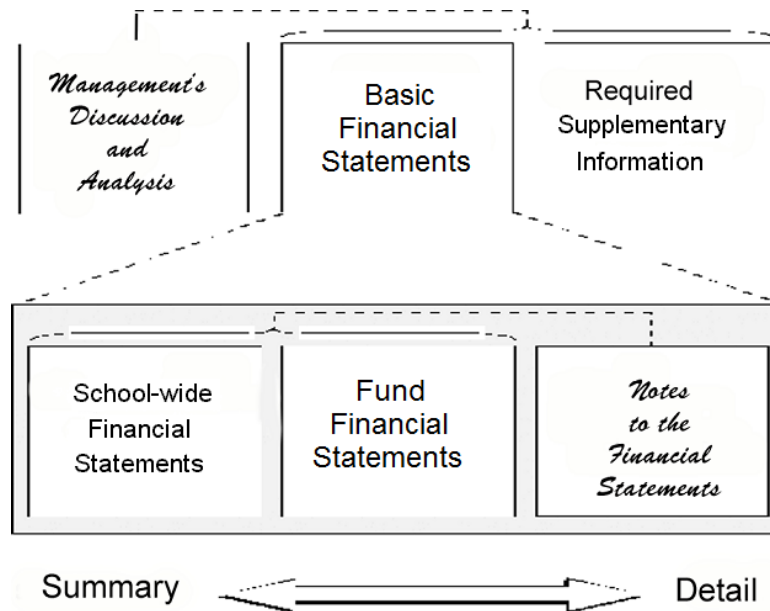 Management's
Discussion
and
Analysis
Basic
Financial
Statements
Required
Supplementary
Information
School-wide
Financial
Statements
Fund
Financial
Statements
Notes
to the
Financial
Statements
Summary
Detail